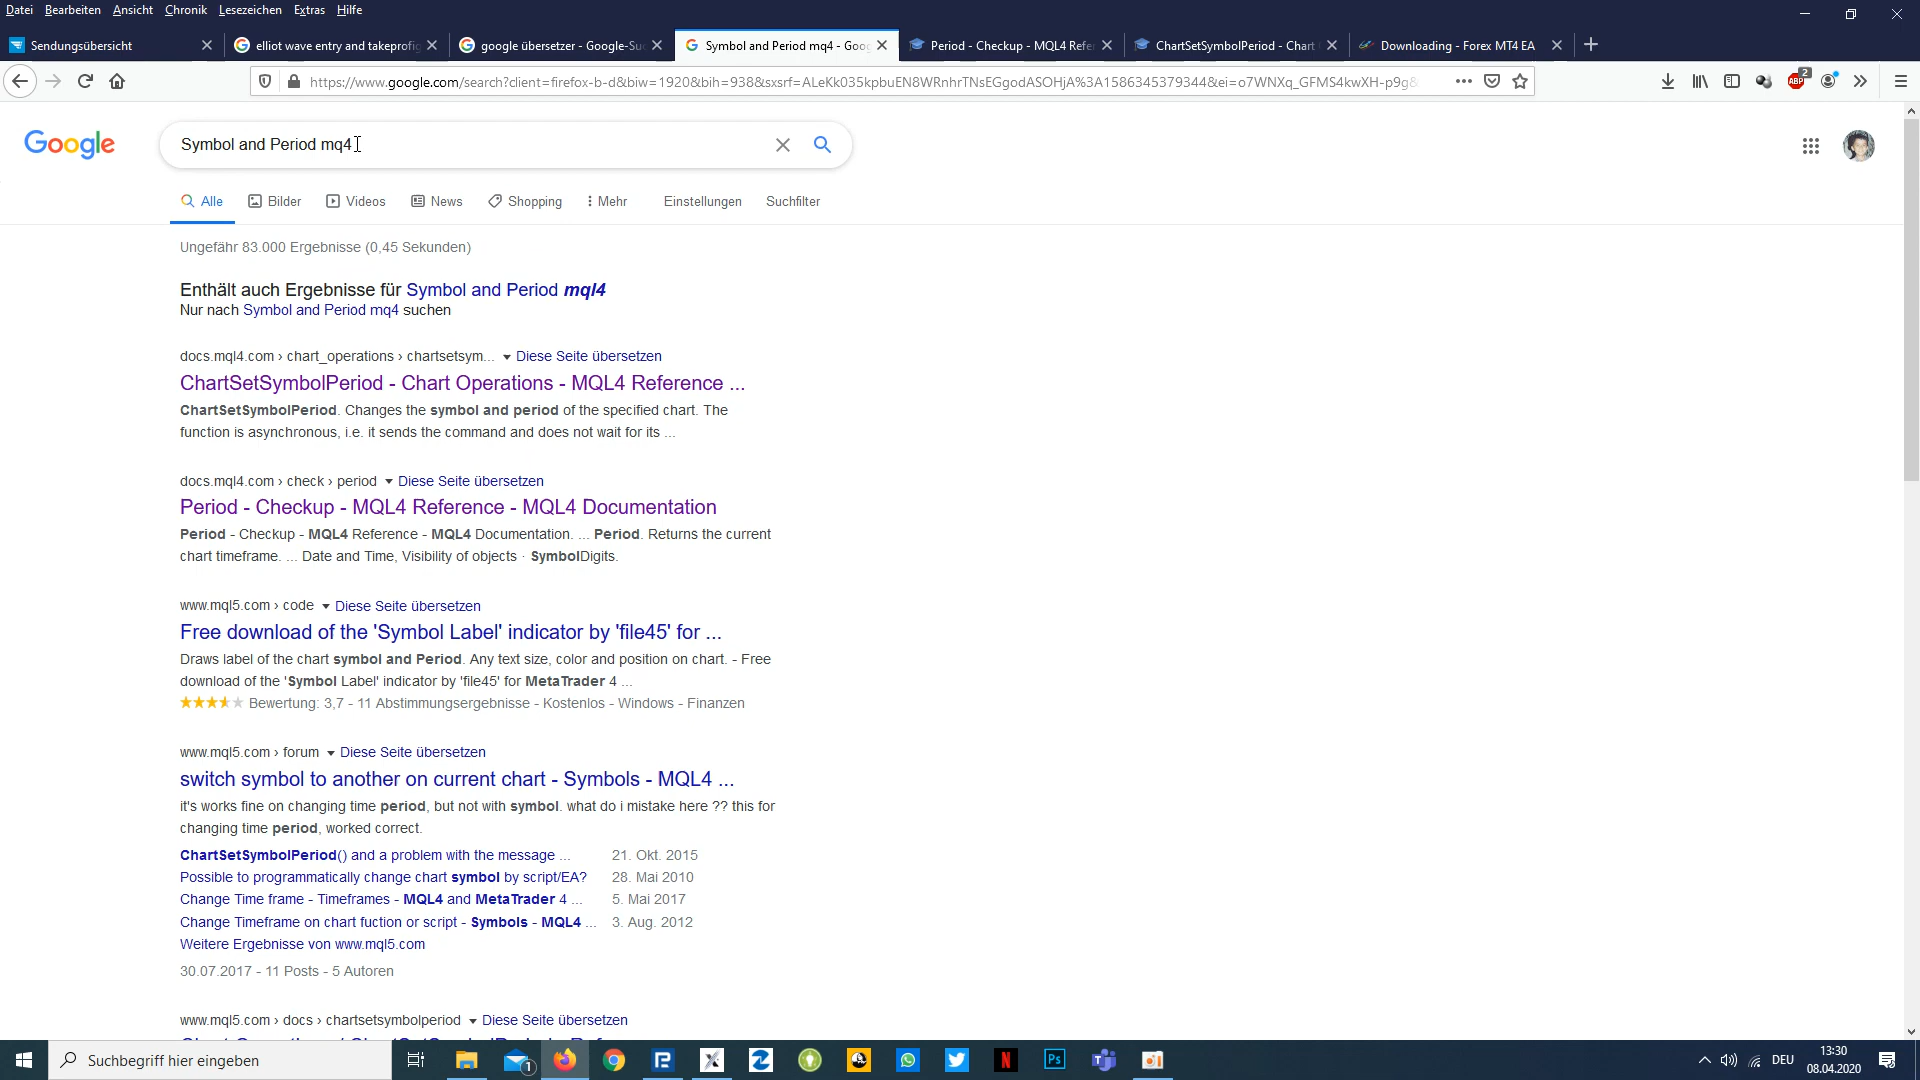 Datei Bearbeiten Ansicht Chronik Lesezeichen Extras Hilfe
Sendungsübersicht
elliot wave entry and takeprofig
google übersetzer - Google-Su
Symbol and Period mq4 - Goog
Period - Checkup - MQL4 Refe
ChartSetSymbolPeriod - Chart
Downloading - Forex MT4 EA
https://www.google.com/search?client=firefox-b-d&biw=1920&bih=938&sxsrf=ALeKk035kpbuEN8WRnhrTNsEGgodASOHjA%3A1586345379344&ei=o7WNXq_GFMS4kwXH-p9g&
ABP
2
Google
Symbol and Period mq4
Alle Bilder Videos News Shopping Mehr Einstellungen Suchfilter
Ungefähr 83.000 Ergebnisse (0,45 Sekunden)
Enthält auch Ergebnisse für Symbol and Period mql4
Nur nach Symbol and Period mq4 suchen
docs.mql4.com › chart_operations › chartsetsym... Diese Seite übersetzen
ChartSetSymbolPeriod - Chart Operations - MQL4 Reference ...
ChartSetSymbolPeriod. Changes the symbol and period of the specified chart. The
function is asynchronous, i.e. it sends the command and does not wait for its ...
docs.mql4.com › check › period Diese Seite übersetzen
Period - Checkup - MQL4 Reference - MQL4 Documentation
Period - Checkup - MQL4 Reference - MQL4 Documentation. ... Period. Returns the current
chart timeframe. ... Date and Time, Visibility of objects · SymbolDigits.
www.mql5.com › code Diese Seite übersetzen
Free download of the 'Symbol Label' indicator by 'file45' for ...
Draws label of the chart symbol and Period. Any text size, color and position on chart. - Free
download of the 'Symbol Label' indicator by 'file45' for MetaTrader 4 ...
Bewertung: 3,7 - 11 Abstimmungsergebnisse - Kostenlos - Windows - Finanzen
www.mql5.com › forum Diese Seite übersetzen
switch symbol to another on current chart - Symbols - MQL4 ...
it's works fine on changing time period, but not with symbol. what do i mistake here ?? this for
changing time period, worked correct.
ChartSetSymbolPeriod() and a problem with the message ... 21. Okt. 2015
Possible to programmatically change chart symbol by script/EA? 28. Mai 2010
Change Time frame - Timeframes - MQL4 and MetaTrader 4 ... 5. Mai 2017
Change Timeframe on chart fuction or script - Symbols - MQL4 ... 3. Aug. 2012
Weitere Ergebnisse von www.mql5.com
30.07.2017 - 11 Posts - 5 Autoren
www.mql5.com › docs › chartsetsymbolperiod Diese Seite übersetzen
Suchbegriff hier eingeben
1
Ps
DEU
13:30
08.04.2020